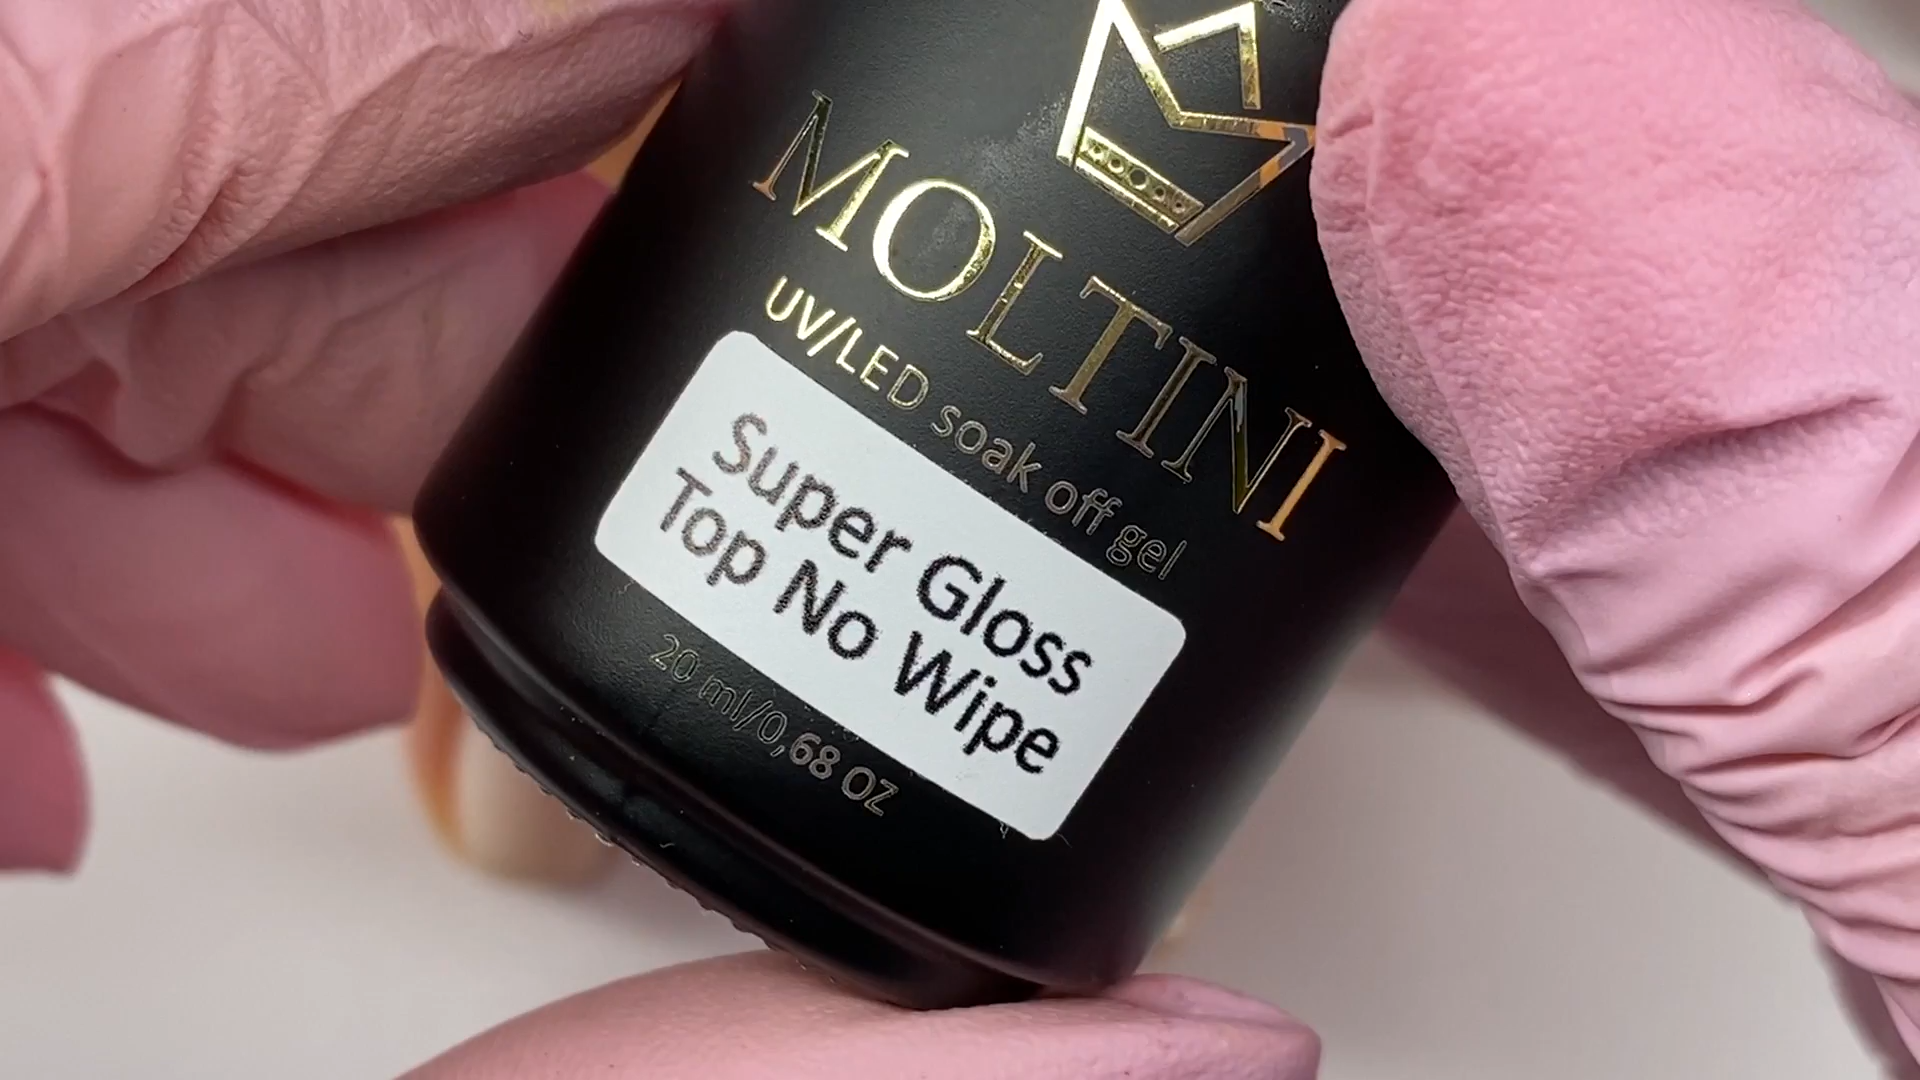 MOLTINI
UV/LED soak off gel
Super Gloss
Top No Wipe
20 ml/0,68 OZ